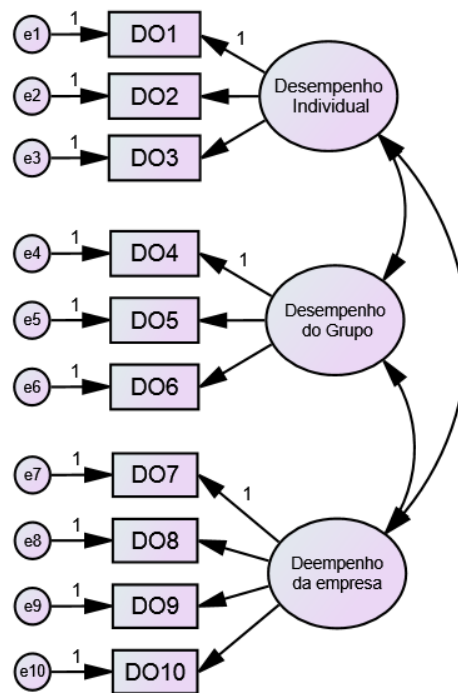 e1 1 DO1 1
e2 1 DO2
Desempenho
Individual
e3 1 DO3
e4 1 DO4 1
e5 1 DO5
Desempenho
do Grupo
e6 1 DO6
e7 1 DO7 1
e8 1 DO8
Deempenho
da empresa
e9 1 DO9
e10 1 DO10